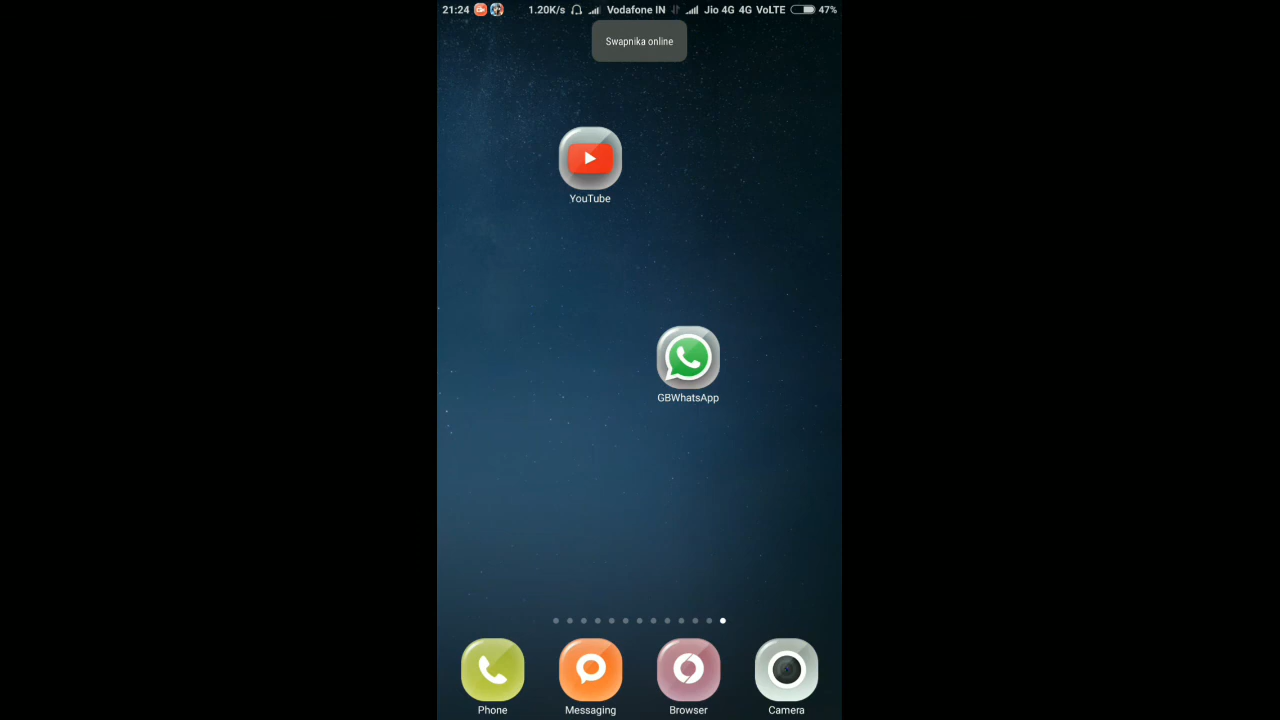 21:24 1.20K/s Vodafone IN Jio 4G 4G VoLTE 47%
Swapnika online
YouTube
GBWhatsApp
Phone Messaging Browser Camera